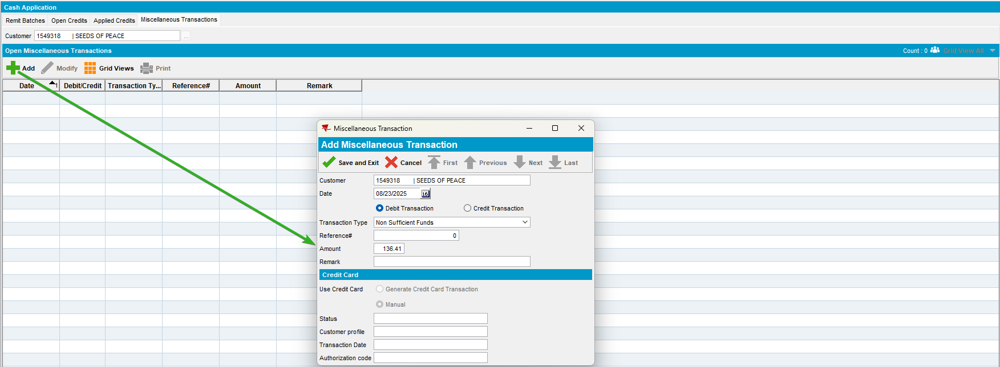 Cash Application
Remit Batches Open Credits Applied Credits Miscellaneous Transactions
Customer 1549318 | SEEDS OF PEACE ...
Open Miscellaneous Transactions Count : 0 Grid View All
Add Modify Grid Views Print
Date 1 Debit/Credit Transaction Ty... Reference# Amount Remark
Miscellaneous Transaction
Add Miscellaneous Transaction
Save and Exit Cancel First Previous Next Last
Customer 1549318 | SEEDS OF PEACE
Date 08/23/2025 16
Debit Transaction Credit Transaction
Transaction Type Non Sufficient Funds
Reference# 0
Amount 136.41
Remark
Credit Card
Use Credit Card Generate Credit Card Transaction
Manual
Status
Customer profile
Transaction Date
Authorization code